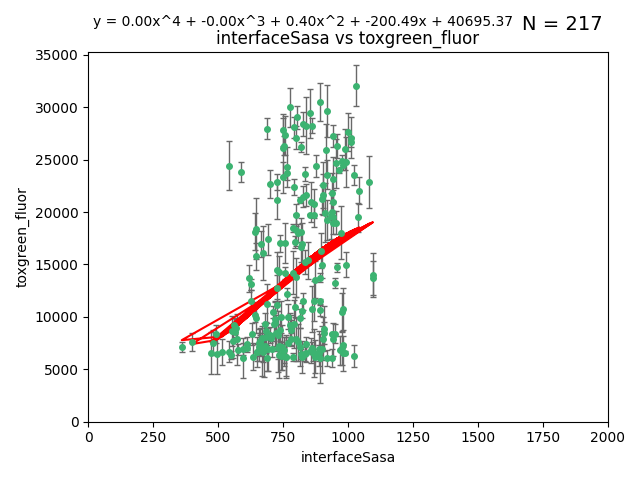 y = 0.00x^4 + -0.00x^3 + 0.40x^2 + -200.49x + 40695.37 N = 217
interfaceSasa vs toxgreen_fluor
35000
30000
25000
20000
15000
10000
5000
0
toxgreen_fluor
0 250 500 750 1000 1250 1500 1750 2000
interfaceSasa